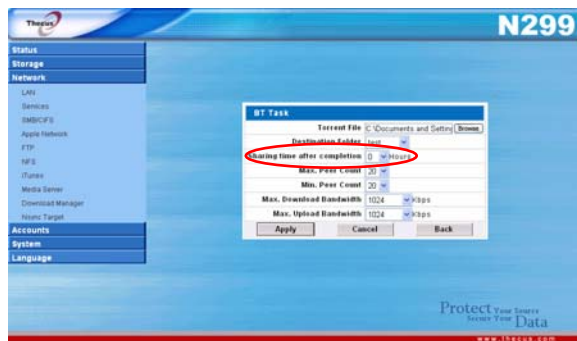 Thecus
N299
Status
Storage
Network
LAN
Services
SMB/CIFS
Apple Network
FTP
NFS
iTunes
Media Server
Download Manager
Nsync Target
Accounts
System
Language
BT Task
Torrent File C:\Documents and Settin Browse
Destination Folder test
Sharing time after completion 0 Hours
Max. Peer Count 20
Min. Peer Count 20
Max. Download Bandwidth 1024 Kbps
Max. Upload Bandwidth 1024 Kbps
Apply Cancel Back
Protect Your Source
Secure Your Data
www.thecus.com